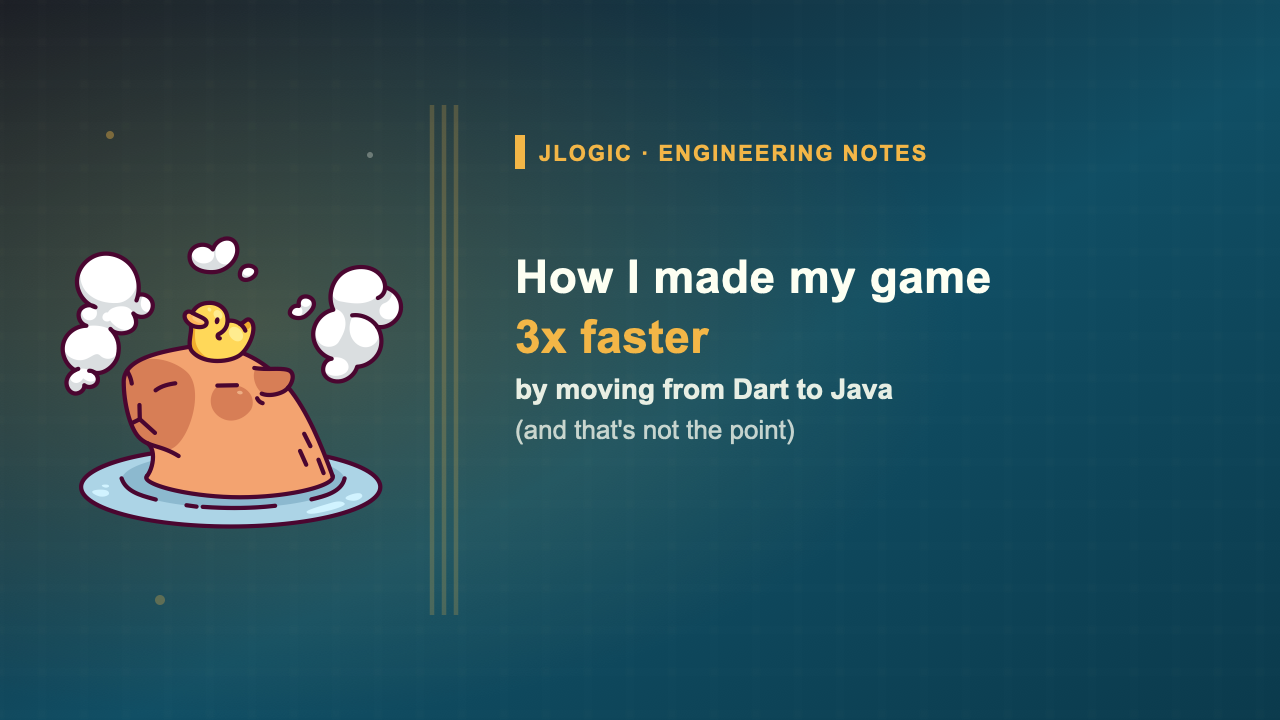 JLOGIC · ENGINEERING NOTES
How I made my game
3x faster
by moving from Dart to Java
(and that's not the point)